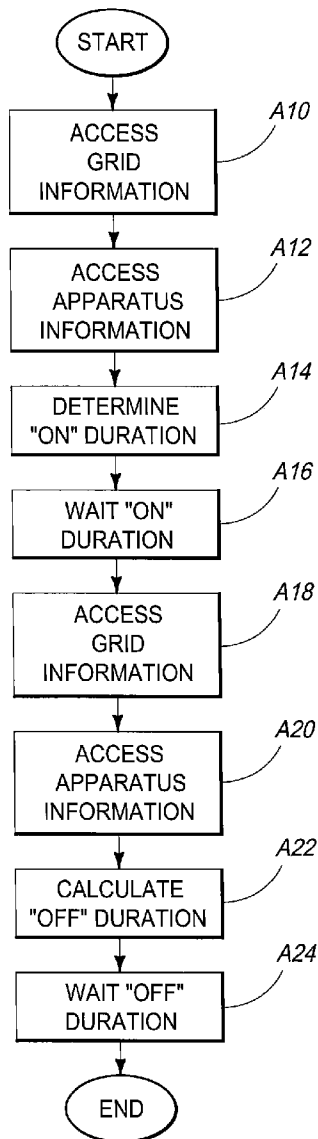 START
A10
ACCESS
GRID
INFORMATION
A12
ACCESS
APPARATUS
INFORMATION
A14
DETERMINE
"ON" DURATION
A16
WAIT "ON"
DURATION
A18
ACCESS
GRID
INFORMATION
A20
ACCESS
APPARATUS
INFORMATION
A22
CALCULATE
"OFF" DURATION
A24
WAIT "OFF"
DURATION
END